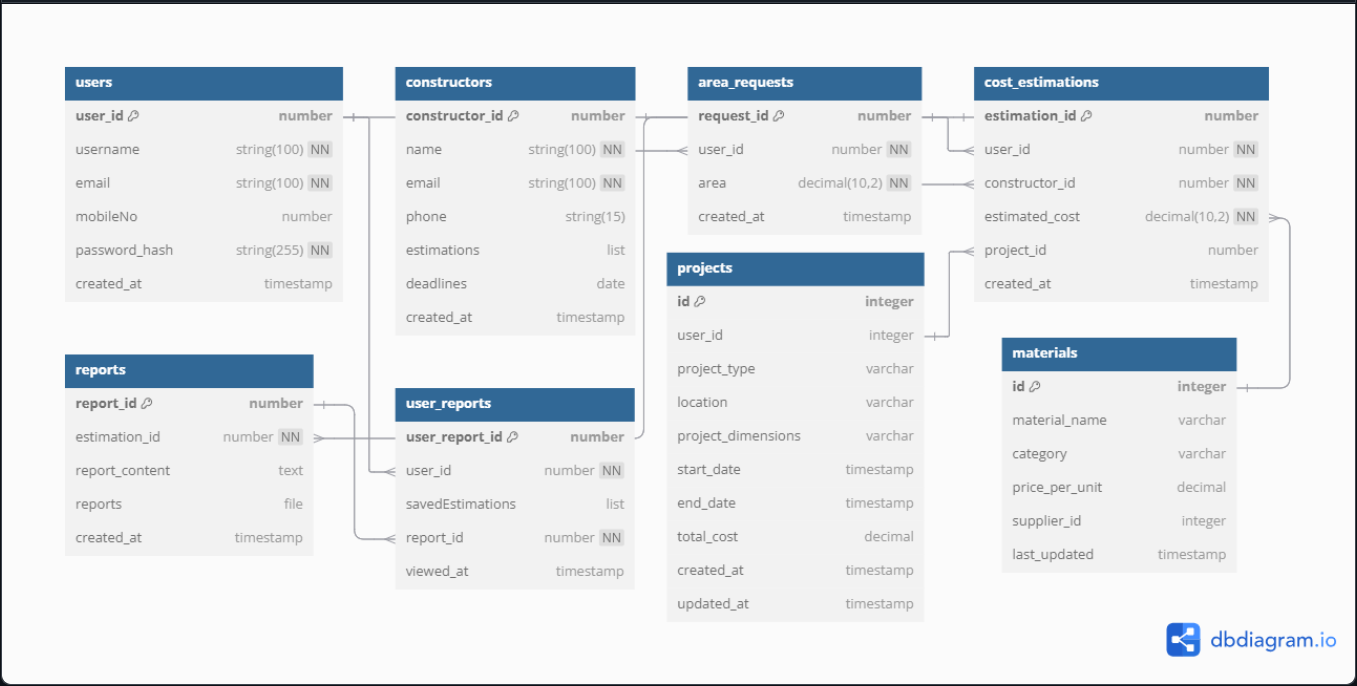 users
user_id number
username string(100) NN
email string(100) NN
mobileNo number
password_hash string(255) NN
created_at timestamp
constructors
constructor_id number
name string(100) NN
email string(100) NN
phone string(15)
estimations list
deadlines date
created_at timestamp
area_requests
request_id number
user_id number NN
area decimal(10,2) NN
created_at timestamp
cost_estimations
estimation_id number
user_id number NN
constructor_id number NN
estimated_cost decimal(10,2) NN
project_id number
created_at timestamp
projects
id integer
user_id integer
project_type varchar
location varchar
project_dimensions varchar
start_date timestamp
end_date timestamp
total_cost decimal
created_at timestamp
updated_at timestamp
materials
id integer
material_name varchar
category varchar
price_per_unit decimal
supplier_id integer
last_updated timestamp
reports
report_id number
estimation_id number NN
report_content text
reports file
created_at timestamp
user_reports
user_report_id number
user_id number NN
savedEstimations list
report_id number NN
viewed_at timestamp
dbdiagram.io